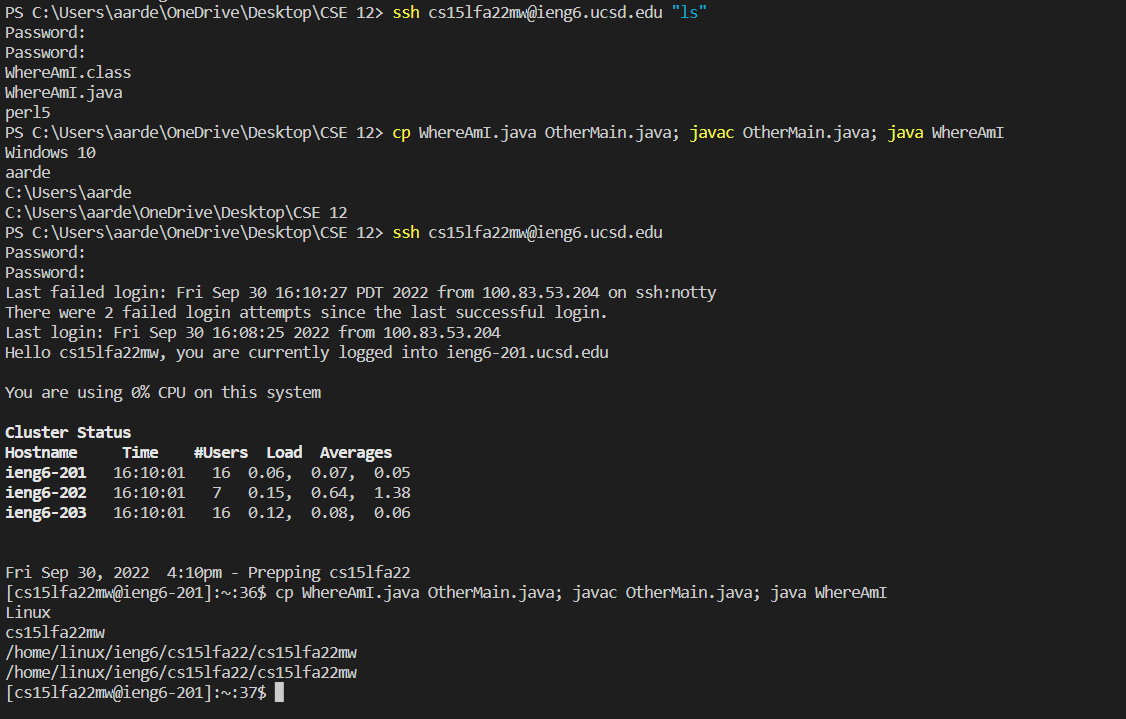 PS C:\Users\aarde\OneDrive\Desktop\CSE 12> ssh cs15lfa22mw@ieng6.ucsd.edu "ls"
Password:
Password:
WhereAmI.class
WhereAmI.java
perl5
PS C:\Users\aarde\OneDrive\Desktop\CSE 12> cp WhereAmI.java OtherMain.java; javac OtherMain.java; java WhereAmI
Windows 10
aarde
C:\Users\aarde
C:\Users\aarde\OneDrive\Desktop\CSE 12
PS C:\Users\aarde\OneDrive\Desktop\CSE 12> ssh cs15lfa22mw@ieng6.ucsd.edu
Password:
Password:
Last failed login: Fri Sep 30 16:10:27 PDT 2022 from 100.83.53.204 on ssh:notty
There were 2 failed login attempts since the last successful login.
Last login: Fri Sep 30 16:08:25 2022 from 100.83.53.204
Hello cs15lfa22mw, you are currently logged into ieng6-201.ucsd.edu
You are using 0% CPU on this system
Cluster Status
Hostname     Time    #Users  Load  Averages
ieng6-201   16:10:01   16  0.06,  0.07,  0.05
ieng6-202   16:10:01   7   0.15,  0.64,  1.38
ieng6-203   16:10:01   16  0.12,  0.08,  0.06
Fri Sep 30, 2022  4:10pm - Prepping cs15lfa22
[cs15lfa22mw@ieng6-201]:~:36$ cp WhereAmI.java OtherMain.java; javac OtherMain.java; java WhereAmI
Linux
cs15lfa22mw
/home/linux/ieng6/cs15lfa22/cs15lfa22mw
/home/linux/ieng6/cs15lfa22/cs15lfa22mw
[cs15lfa22mw@ieng6-201]:~:37$